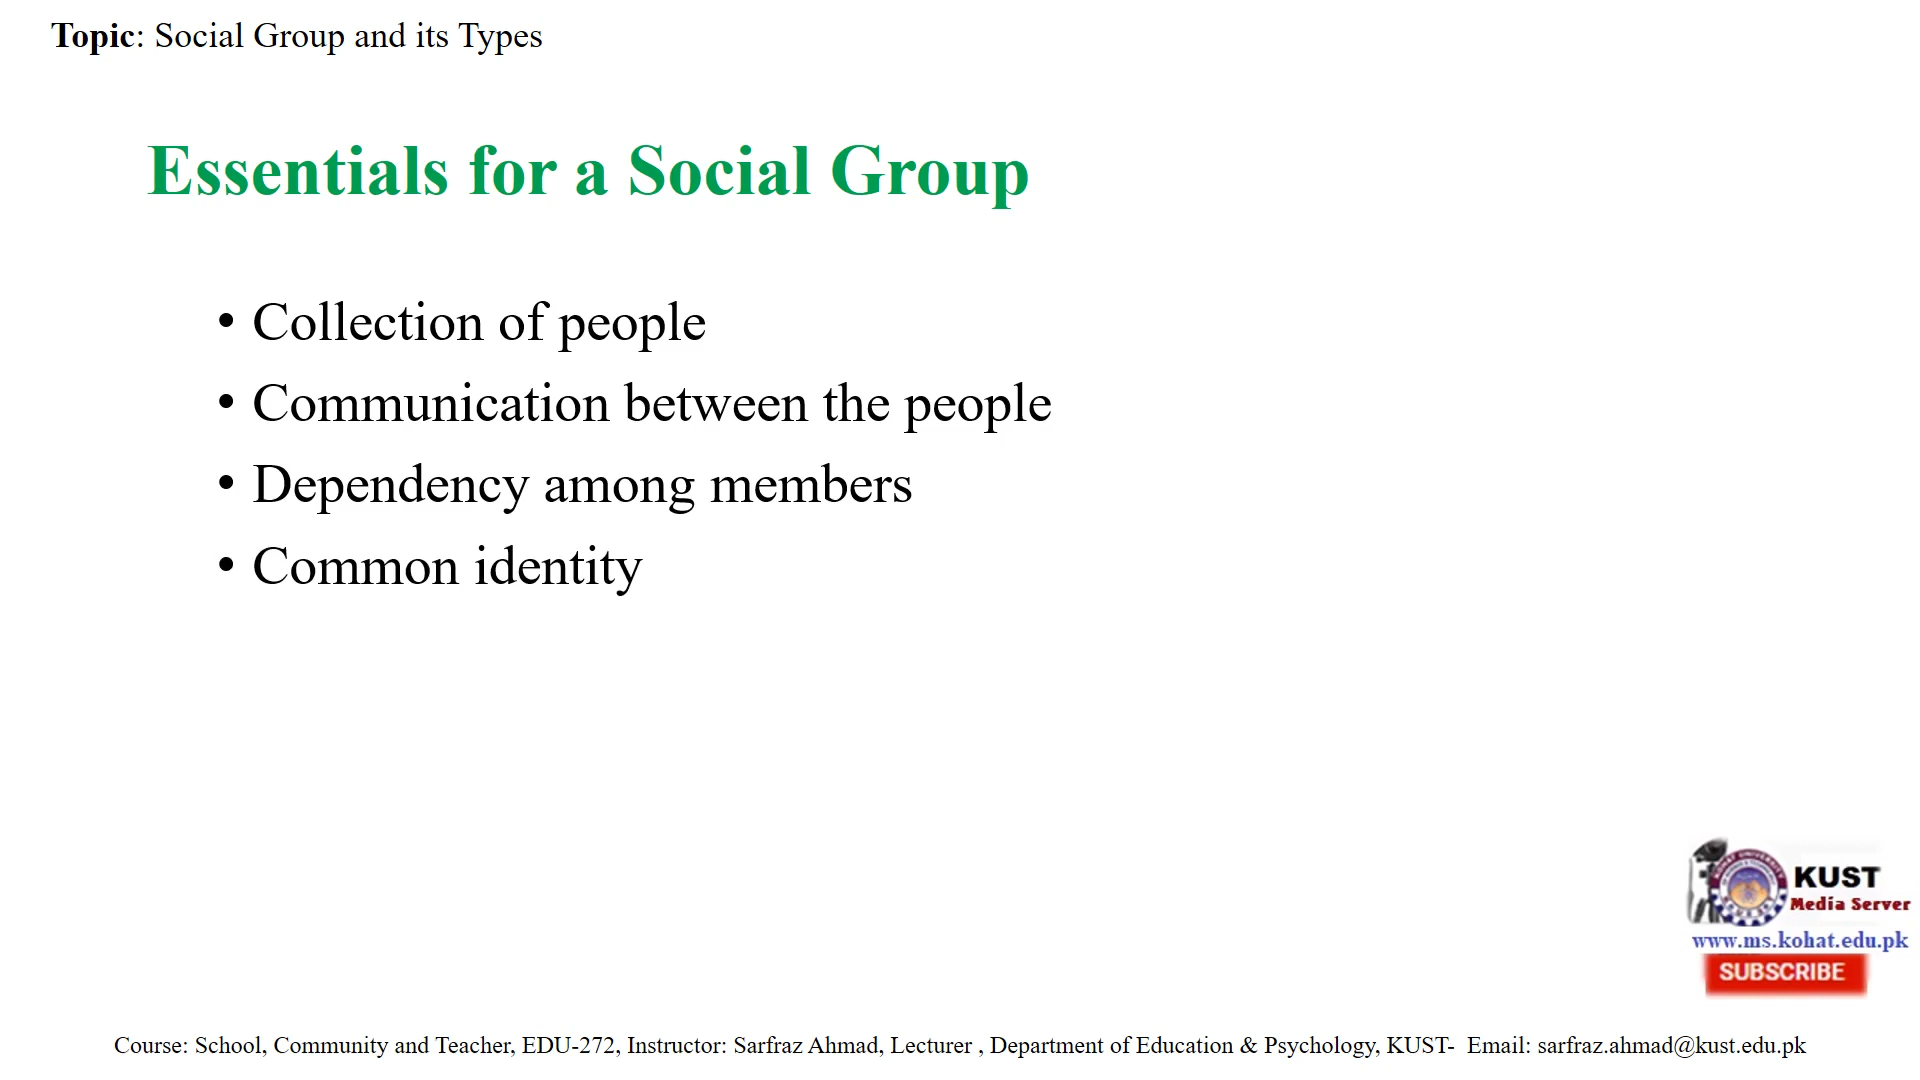 Topic: Social Group and its Types
Essentials for a Social Group
• Collection of people
• Communication between the people
• Dependency among members
• Common identity
KUST
Media Server
www.ms.kohat.edu.pk
SUBSCRIBE
Course: School, Community and Teacher, EDU-272, Instructor: Sarfraz Ahmad, Lecturer , Department of Education & Psychology, KUST-  Email: sarfraz.ahmad@kust.edu.pk